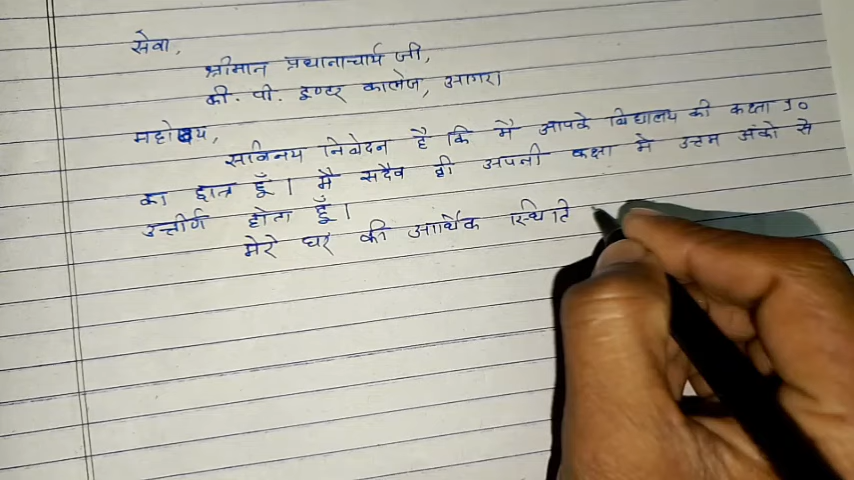 सेवा,
श्रीमान प्रधानाचार्य जी,
की. पी. इण्टर कालेज, आगरा
महोदय,
सविनय निवेदन है कि मैं आपके विद्यालय की कक्षा 10
का छात्र हूँ। मैं सदैव ही अपनी कक्षा मे उत्तम अंको से
उत्तीर्ण होता हूँ।
मेरे घर की आर्थिक स्थिति